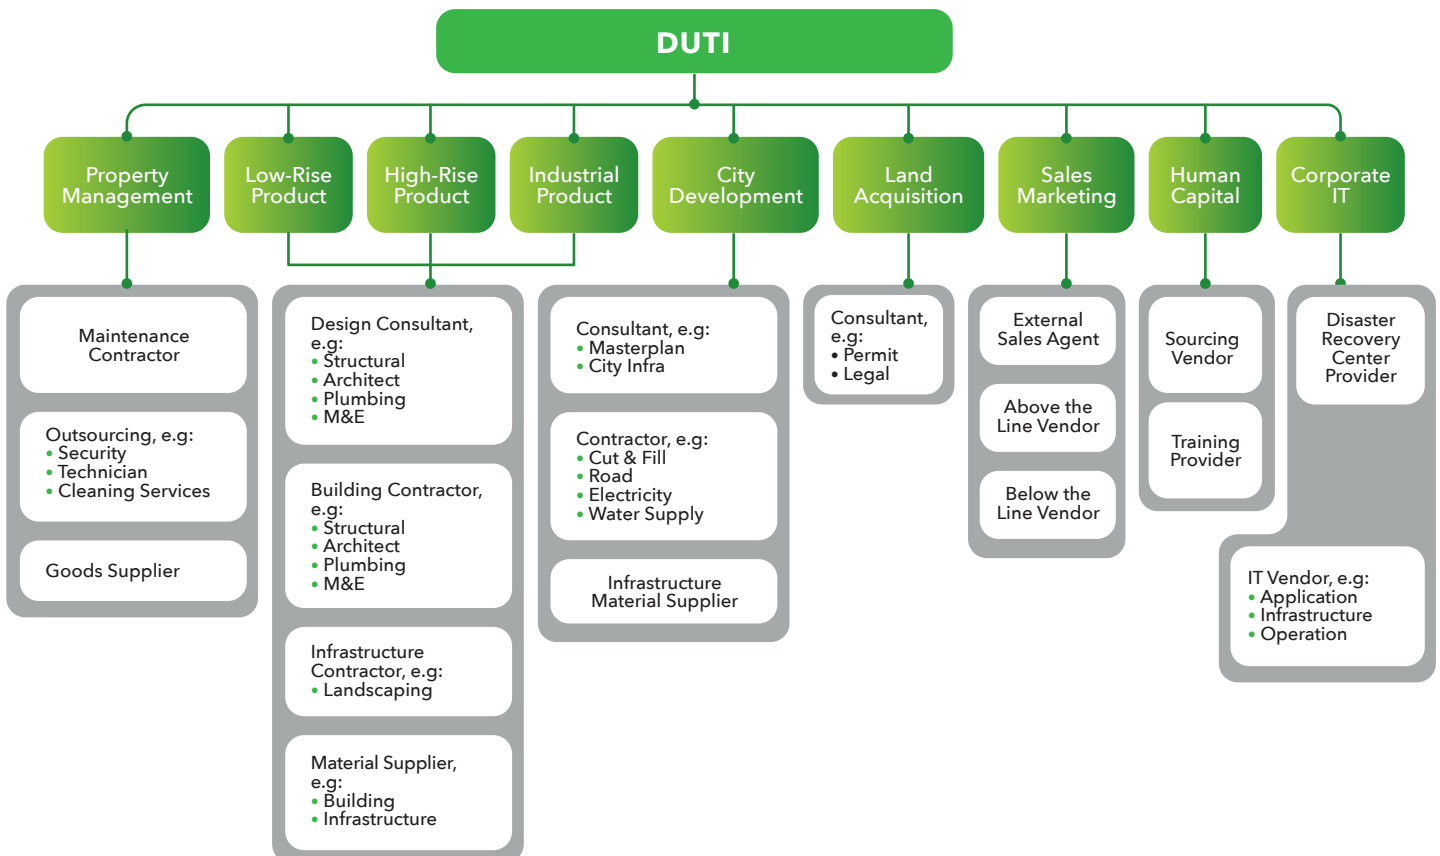 DUTI
Property
Management
Low-Rise
Product
High-Rise
Product
Industrial
Product
City
Development
Land
Acquisition
Sales
Marketing
Human
Capital
Corporate
IT
Maintenance
Contractor
Outsourcing, e.g:
• Security
• Technician
• Cleaning Services
Goods Supplier
Design Consultant,
e.g:
• Structural
• Architect
• Plumbing
• M&E
Building Contractor,
e.g:
• Structural
• Architect
• Plumbing
• M&E
Infrastructure
Contractor, e.g:
• Landscaping
Material Supplier,
e.g:
• Building
• Infrastructure
Consultant, e.g:
• Masterplan
• City Infra
Contractor, e.g:
• Cut & Fill
• Road
• Electricity
• Water Supply
Infrastructure
Material Supplier
Consultant,
e.g:
• Permit
• Legal
External
Sales Agent
Above the
Line Vendor
Below the
Line Vendor
Sourcing
Vendor
Training
Provider
Disaster
Recovery
Center
Provider
IT Vendor, e.g:
• Application
• Infrastructure
• Operation